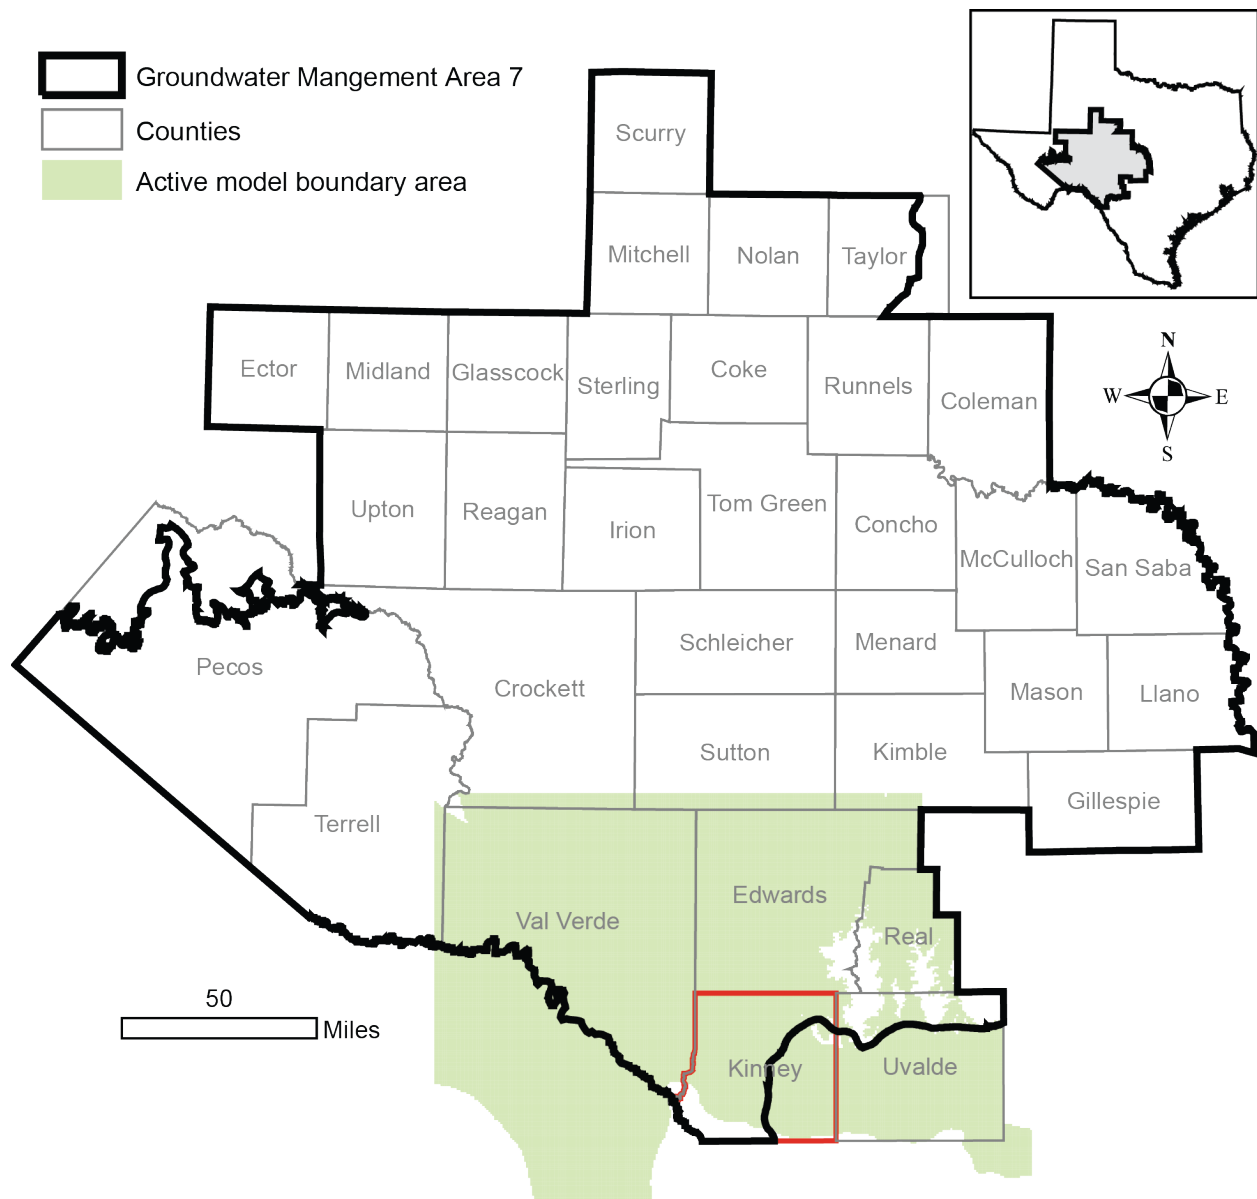 Groundwater Mangement Area 7
Counties
Active model boundary area
Scurry
Mitchell
Nolan
Taylor
N
W
E
S
Ector
Midland
Glasscock
Sterling
Coke
Runnels
Coleman
Upton
Reagan
Irion
Tom Green
Concho
McCulloch
San Saba
Pecos
Crockett
Schleicher
Menard
Mason
Llano
Sutton
Kimble
Gillespie
Terrell
Val Verde
Edwards
Real
50
Miles
Kinney
Uvalde